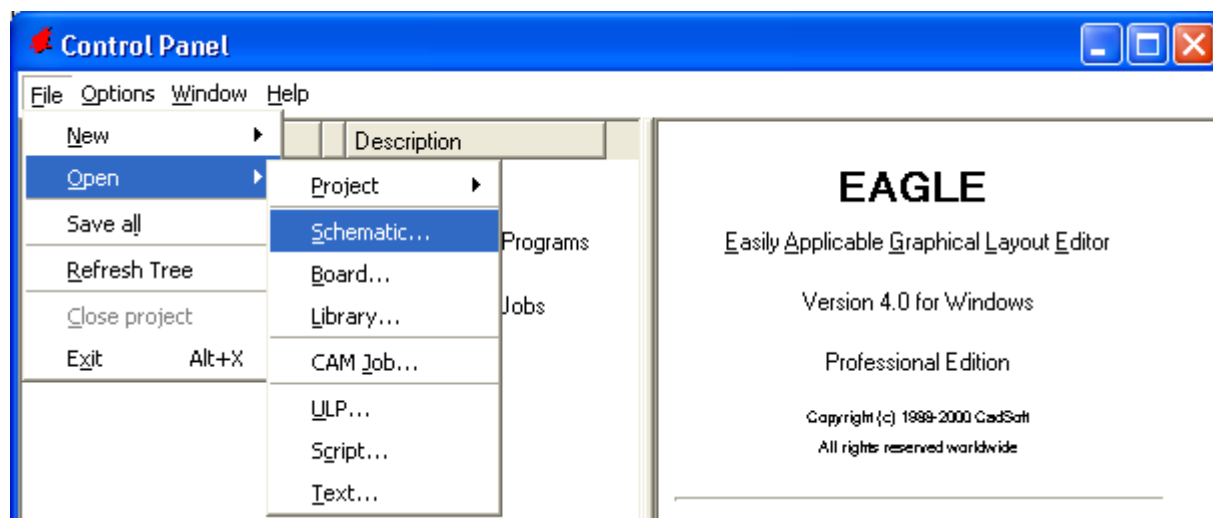 Control Panel
File Options Window Help
New
Open
Save all
Refresh Tree
Close project
Exit Alt+X
Description
Project
Schematic...
Board...
Library...
CAM Job...
ULP...
Script...
Text...
Programs
Jobs
EAGLE
Easily Applicable Graphical Layout Editor
Version 4.0 for Windows
Professional Edition
Copyright (c) 1988-2000 CadSoft
All rights reserved worldwide